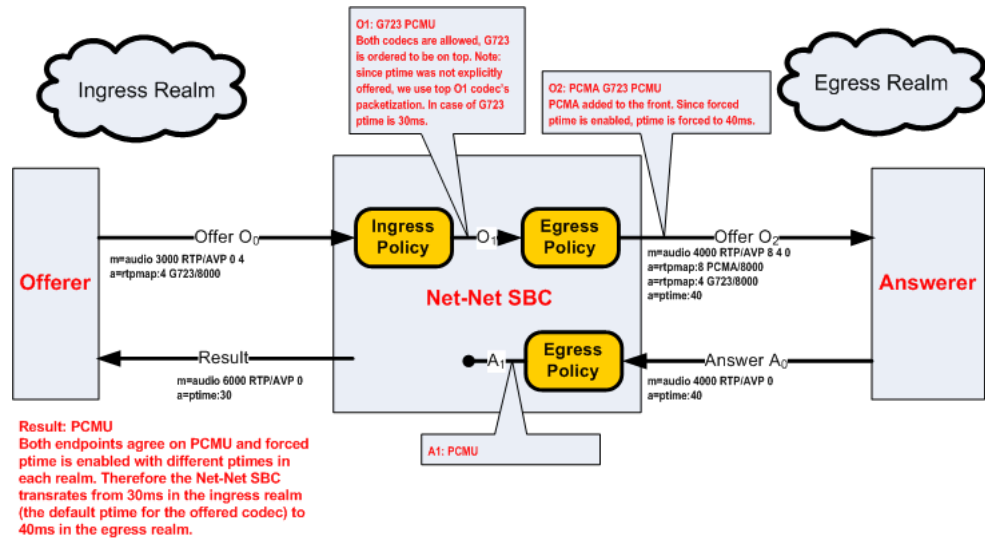 Ingress Realm
O1: G723 PCMU
Both codecs are allowed, G723
is ordered to be on top. Note:
since ptime was not explicitly
offered, we use top O1 codec's
packetization. In case of G723
ptime is 30ms.
O2: PCMA G723 PCMU
PCMA added to the front. Since forced
ptime is enabled, ptime is forced to 40ms.
Egress Realm
Offerer
Offer O0
m=audio 3000 RTP/AVP 0 4
a=rtpmap:4 G723/8000
Ingress
Policy
O1
Egress
Policy
Net-Net SBC
Offer O2
m=audio 4000 RTP/AVP 8 4 0
a=rtpmap:8 PCMA/8000
a=rtpmap:4 G723/8000
a=ptime:40
Answerer
Result
m=audio 6000 RTP/AVP 0
a=ptime:30
A1
Egress
Policy
Answer A0
m=audio 4000 RTP/AVP 0
a=ptime:40
A1: PCMU
Result: PCMU
Both endpoints agree on PCMU and forced
ptime is enabled with different ptimes in
each realm. Therefore the Net-Net SBC
transrates from 30ms in the ingress realm
(the default ptime for the offered codec) to
40ms in the egress realm.